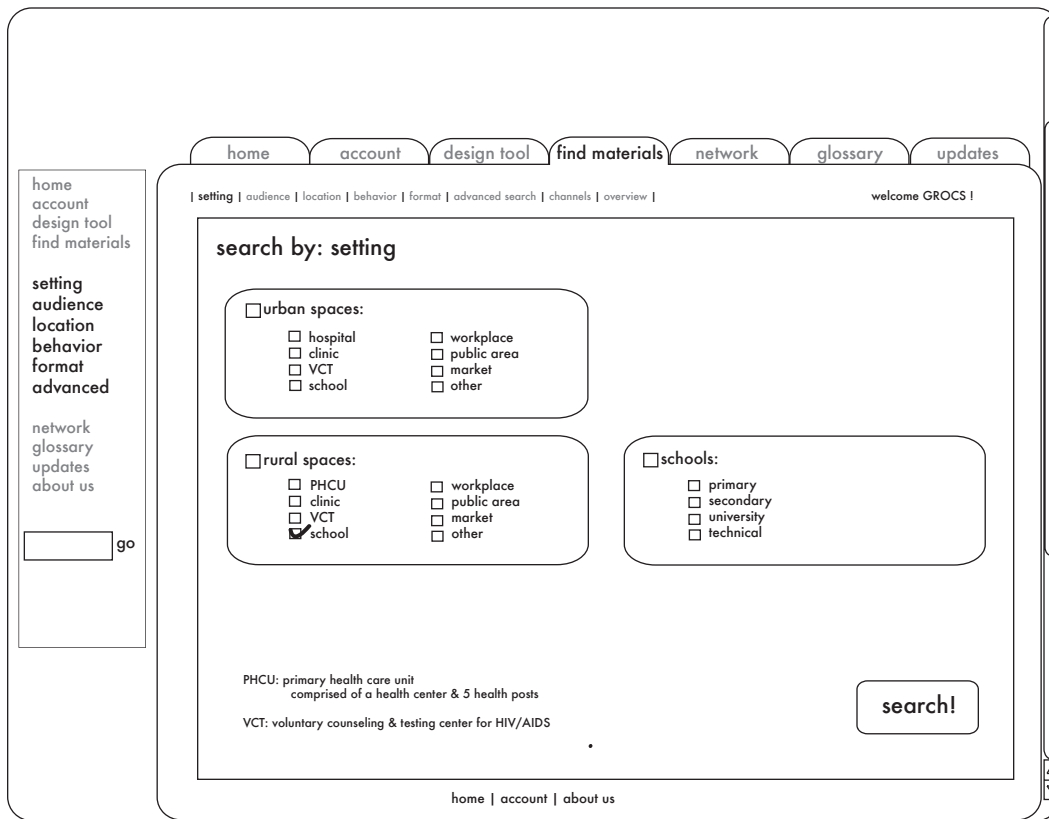 home account design tool find materials network glossary updates
home
account
design tool
find materials
setting
audience
location
behavior
format
advanced
network
glossary
updates
about us
go
| setting | audience | location | behavior | format | advanced search | channels | overview |
welcome GROCS !
search by: setting
urban spaces:
hospital
clinic
VCT
school
workplace
public area
market
other
rural spaces:
PHCU
clinic
VCT
school
workplace
public area
market
other
schools:
primary
secondary
university
technical
PHCU: primary health care unit
comprised of a health center & 5 health posts
VCT: voluntary counseling & testing center for HIV/AIDS
search!
home | account | about us